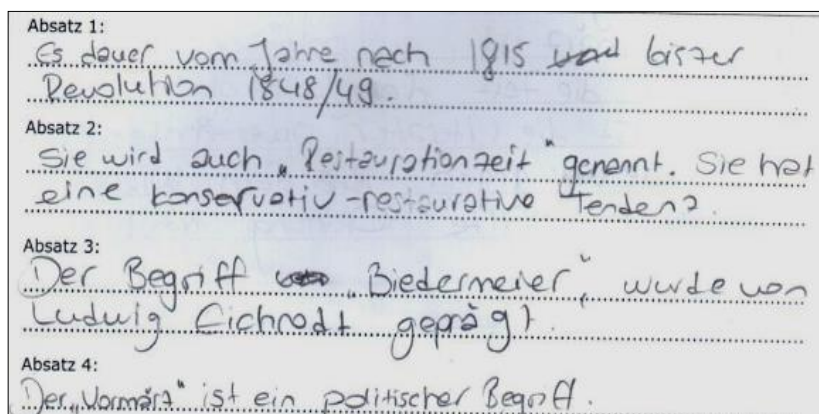 Absatz 1:
Es dauer vom Jahre nach 1815 biszur
Revolution 1848/49.
Absatz 2:
Sie wird auch „Restaurationzeit" genannt. Sie hat
eine konservativ-restaurative Tendenz.
Absatz 3:
Der Begriff „Biedermeier", wurde von
Ludwig Eichrodt geprägt.
Absatz 4:
Der „Vormärz" ist ein politischer Begriff.